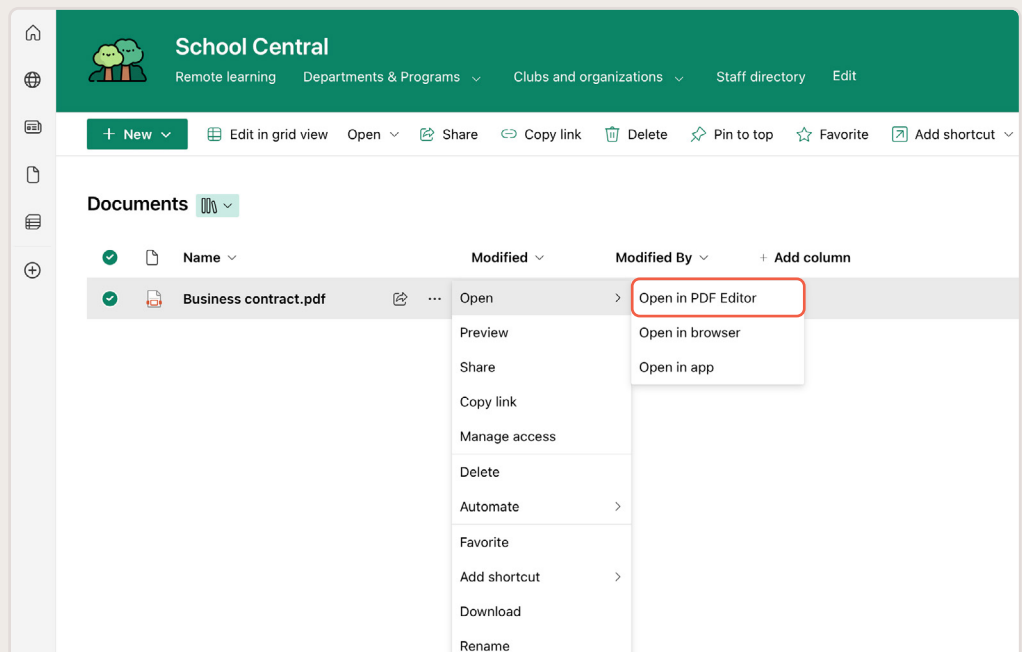 School Central
Remote learning Departments & Programs Clubs and organizations Staff directory Edit
+ New Edit in grid view Open Share Copy link Delete Pin to top Favorite Add shortcut
Documents
Name Modified Modified By + Add column
Business contract.pdf ... Open Open in PDF Editor
Preview Open in browser
Share Open in app
Copy link
Manage access
Delete
Automate
Favorite
Add shortcut
Download
Rename